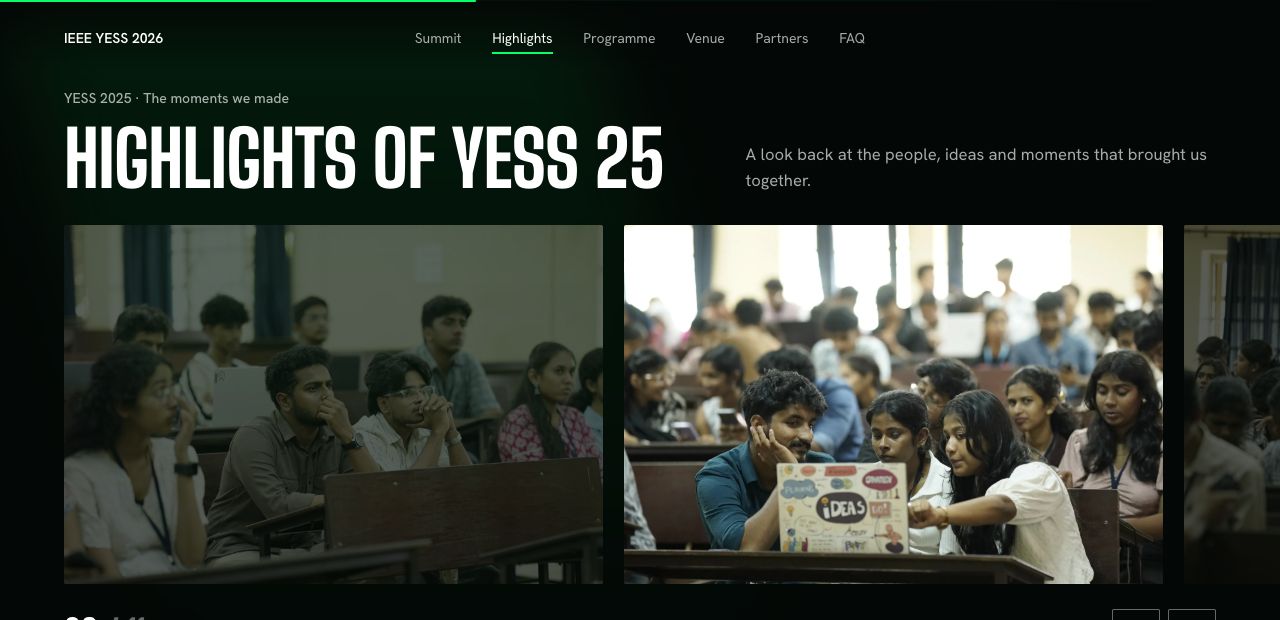 IEEE YESS 2026
Summit
Highlights
Programme
Venue
Partners
FAQ
YESS 2025 · The moments we made
HIGHLIGHTS OF YESS 25
A look back at the people, ideas and moments that brought us
together.
iDEAS